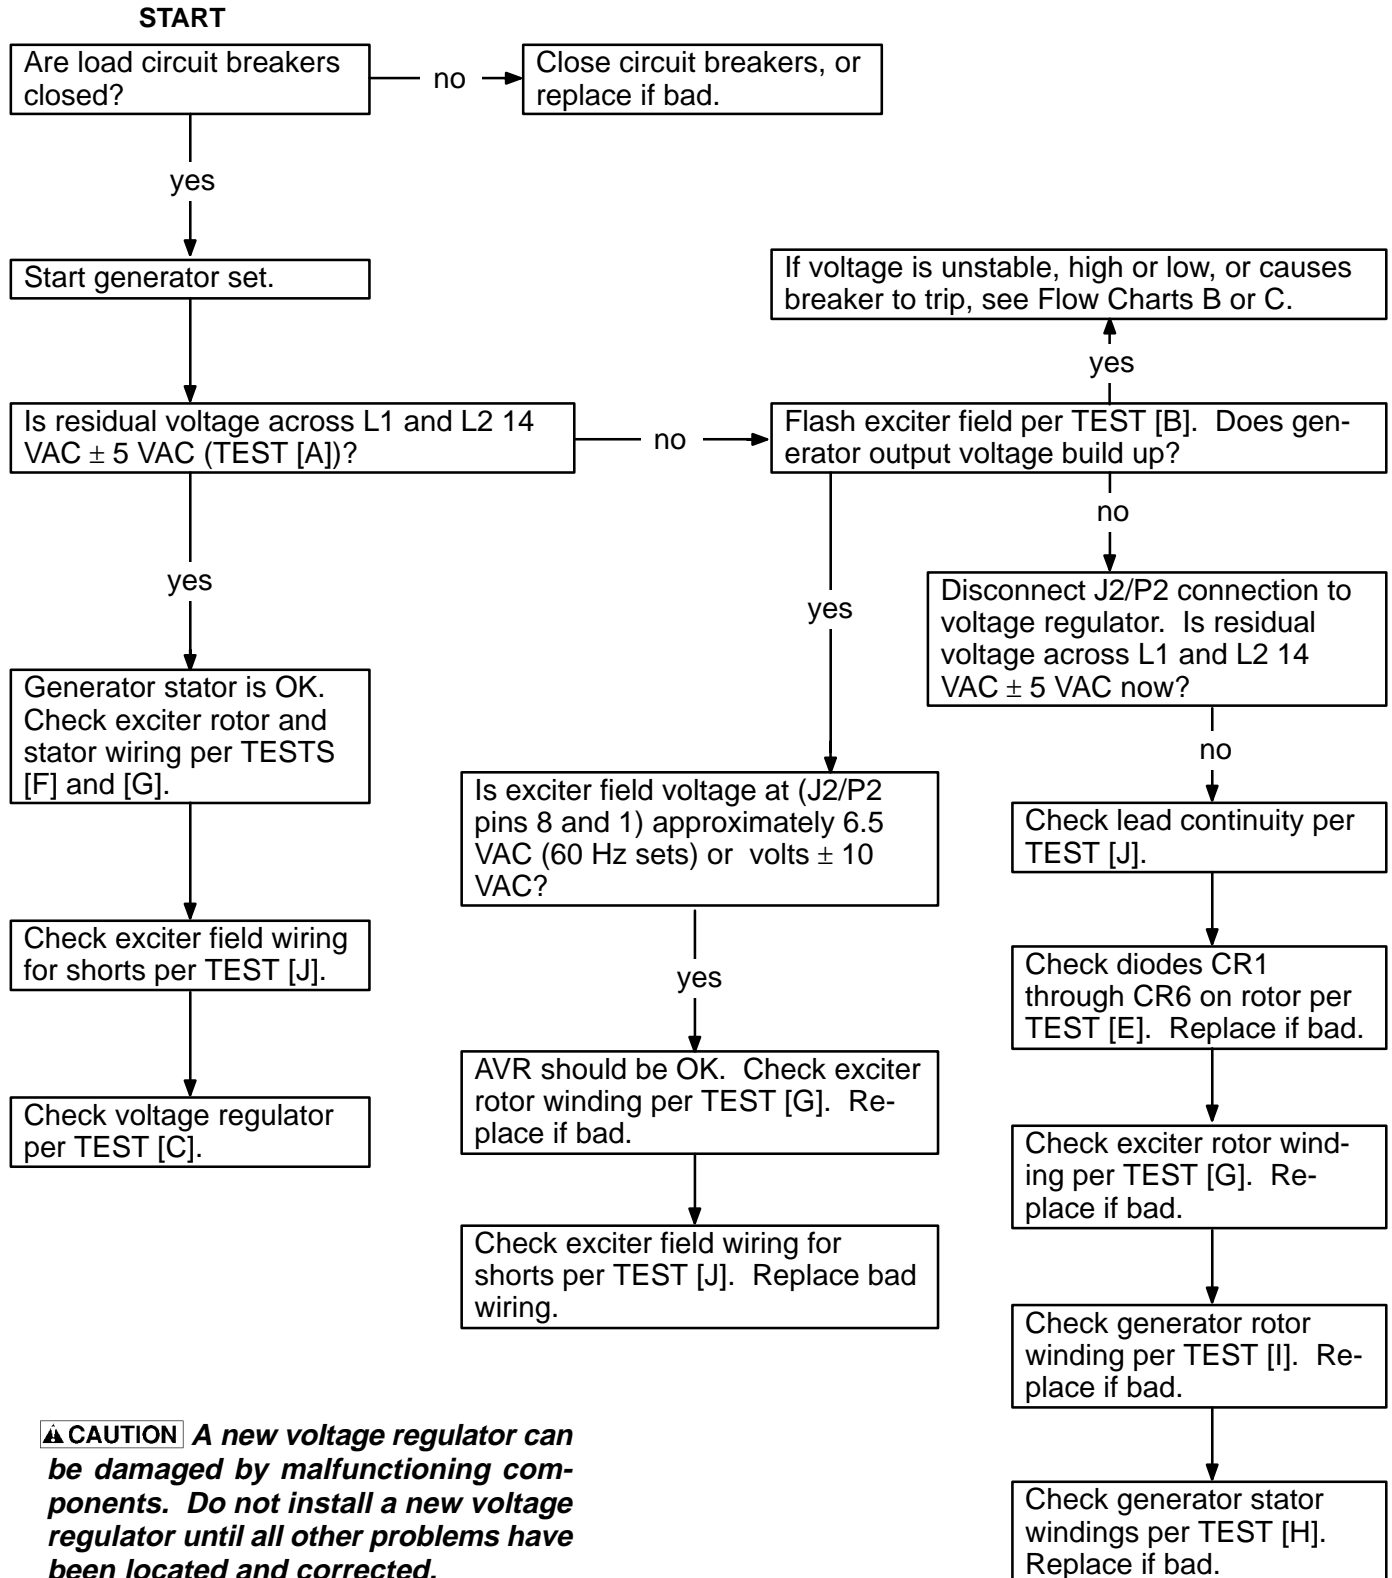 START
Are load circuit breakers
closed?
no
Close circuit breakers, or
replace if bad.
yes
Start generator set.
If voltage is unstable, high or low, or causes
breaker to trip, see Flow Charts B or C.
yes
Is residual voltage across L1 and L2 14
VAC ± 5 VAC (TEST [A])?
no
Flash exciter field per TEST [B]. Does gen-
erator output voltage build up?
no
yes
yes
Disconnect J2/P2 connection to
voltage regulator. Is residual
voltage across L1 and L2 14
VAC ± 5 VAC now?
Generator stator is OK.
Check exciter rotor and
stator wiring per TESTS
[F] and [G].
no
Is exciter field voltage at (J2/P2
pins 8 and 1) approximately 6.5
VAC (60 Hz sets) or volts ± 10
VAC?
Check lead continuity per
TEST [J].
Check exciter field wiring
for shorts per TEST [J].
yes
Check diodes CR1
through CR6 on rotor per
TEST [E]. Replace if bad.
AVR should be OK. Check exciter
rotor winding per TEST [G]. Re-
place if bad.
Check voltage regulator
per TEST [C].
Check exciter rotor wind-
ing per TEST [G]. Re-
place if bad.
Check exciter field wiring for
shorts per TEST [J]. Replace bad
wiring.
Check generator rotor
winding per TEST [I]. Re-
place if bad.
CAUTION A new voltage regulator can
be damaged by malfunctioning com-
ponents. Do not install a new voltage
regulator until all other problems have
been located and corrected.
Check generator stator
windings per TEST [H].
Replace if bad.